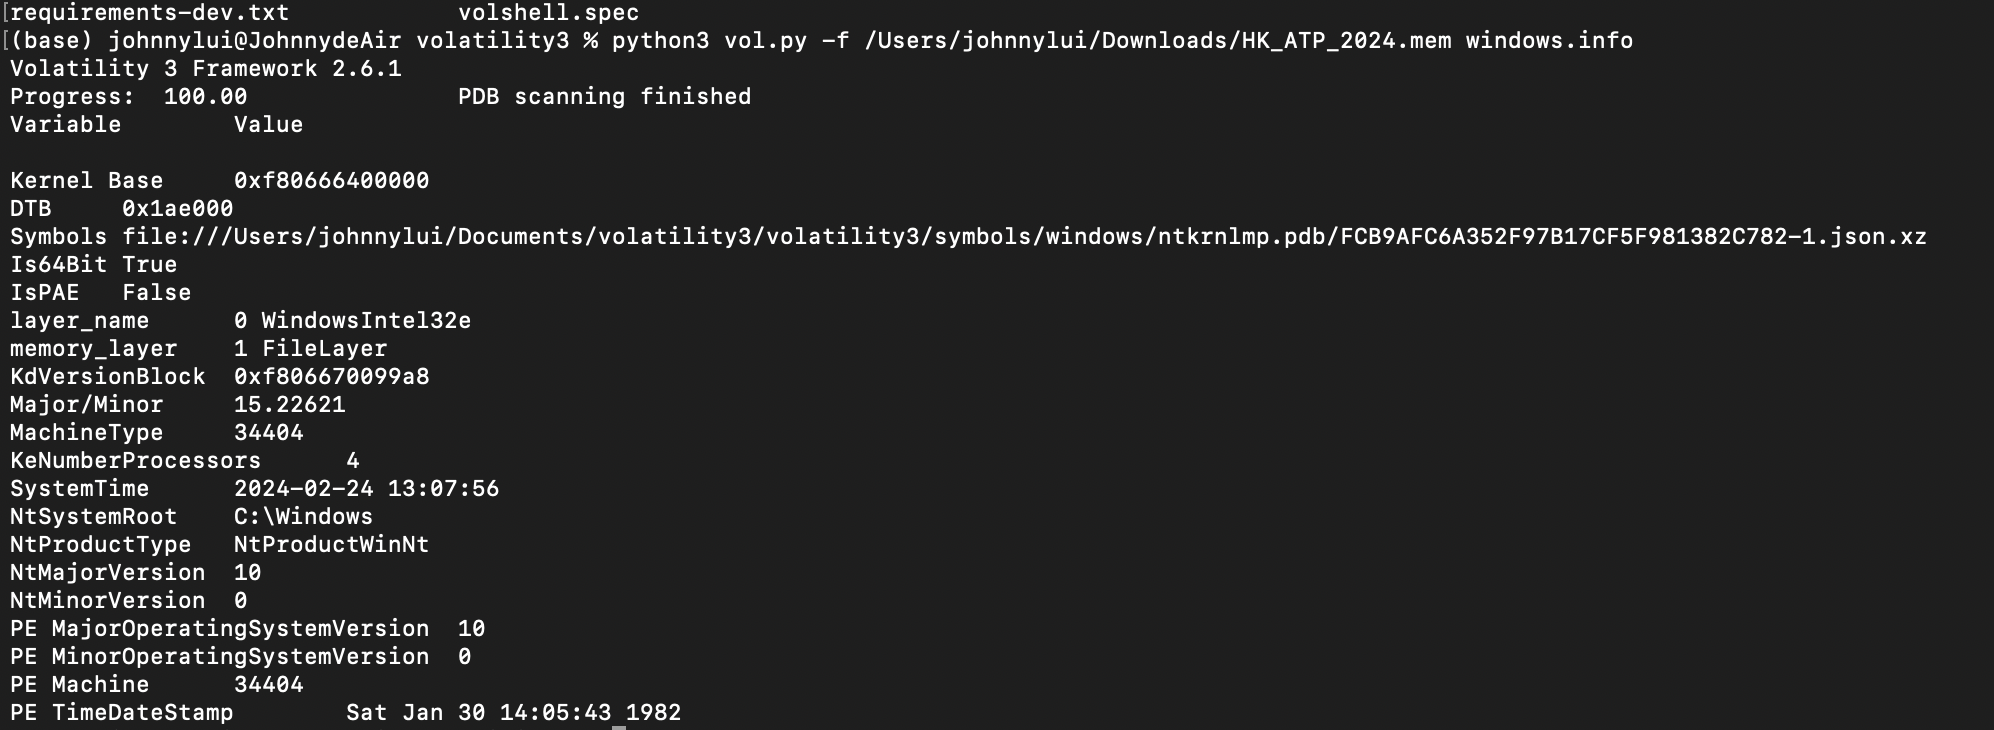 [requirements-dev.txt            volshell.spec
[(base) johnnylui@JohnnydeAir volatility3 % python3 vol.py -f /Users/johnnylui/Downloads/HK_ATP_2024.mem windows.info
Volatility 3 Framework 2.6.1
Progress:  100.00               PDB scanning finished
Variable        Value
Kernel Base     0xf80666400000
DTB     0x1ae000
Symbols file:///Users/johnnylui/Documents/volatility3/volatility3/symbols/windows/ntkrnlmp.pdb/FCB9AFC6A352F97B17CF5F981382C782-1.json.xz
Is64Bit True
IsPAE   False
layer_name      0 WindowsIntel32e
memory_layer    1 FileLayer
KdVersionBlock  0xf806670099a8
Major/Minor     15.22621
MachineType     34404
KeNumberProcessors      4
SystemTime      2024-02-24 13:07:56
NtSystemRoot    C:\Windows
NtProductType   NtProductWinNt
NtMajorVersion  10
NtMinorVersion  0
PE MajorOperatingSystemVersion  10
PE MinorOperatingSystemVersion  0
PE Machine      34404
PE TimeDateStamp        Sat Jan 30 14:05:43 1982